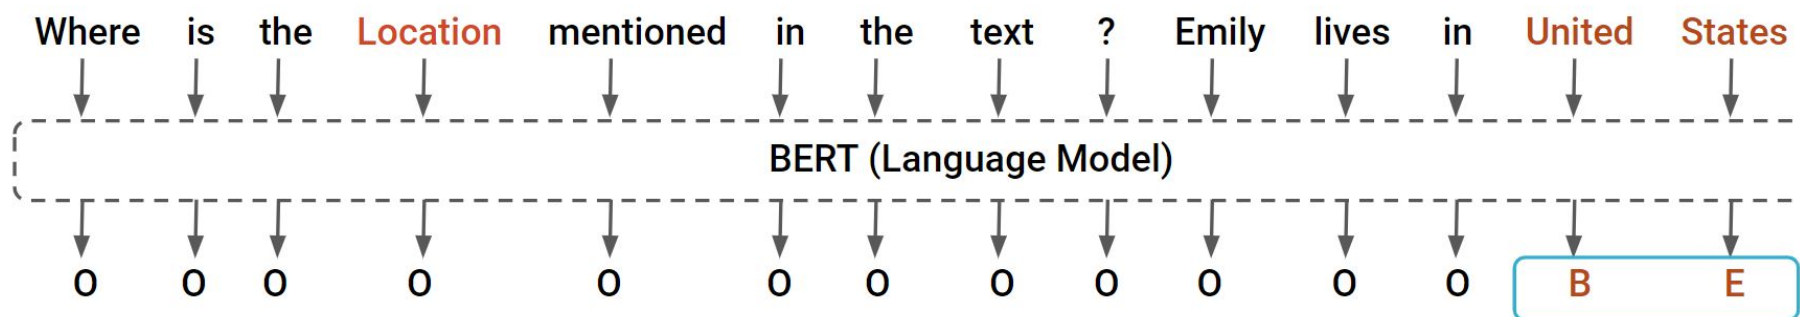 Where is the Location mentioned in the text ? Emily lives in United States
BERT (Language Model)
O O O O O O O O O O O O B E